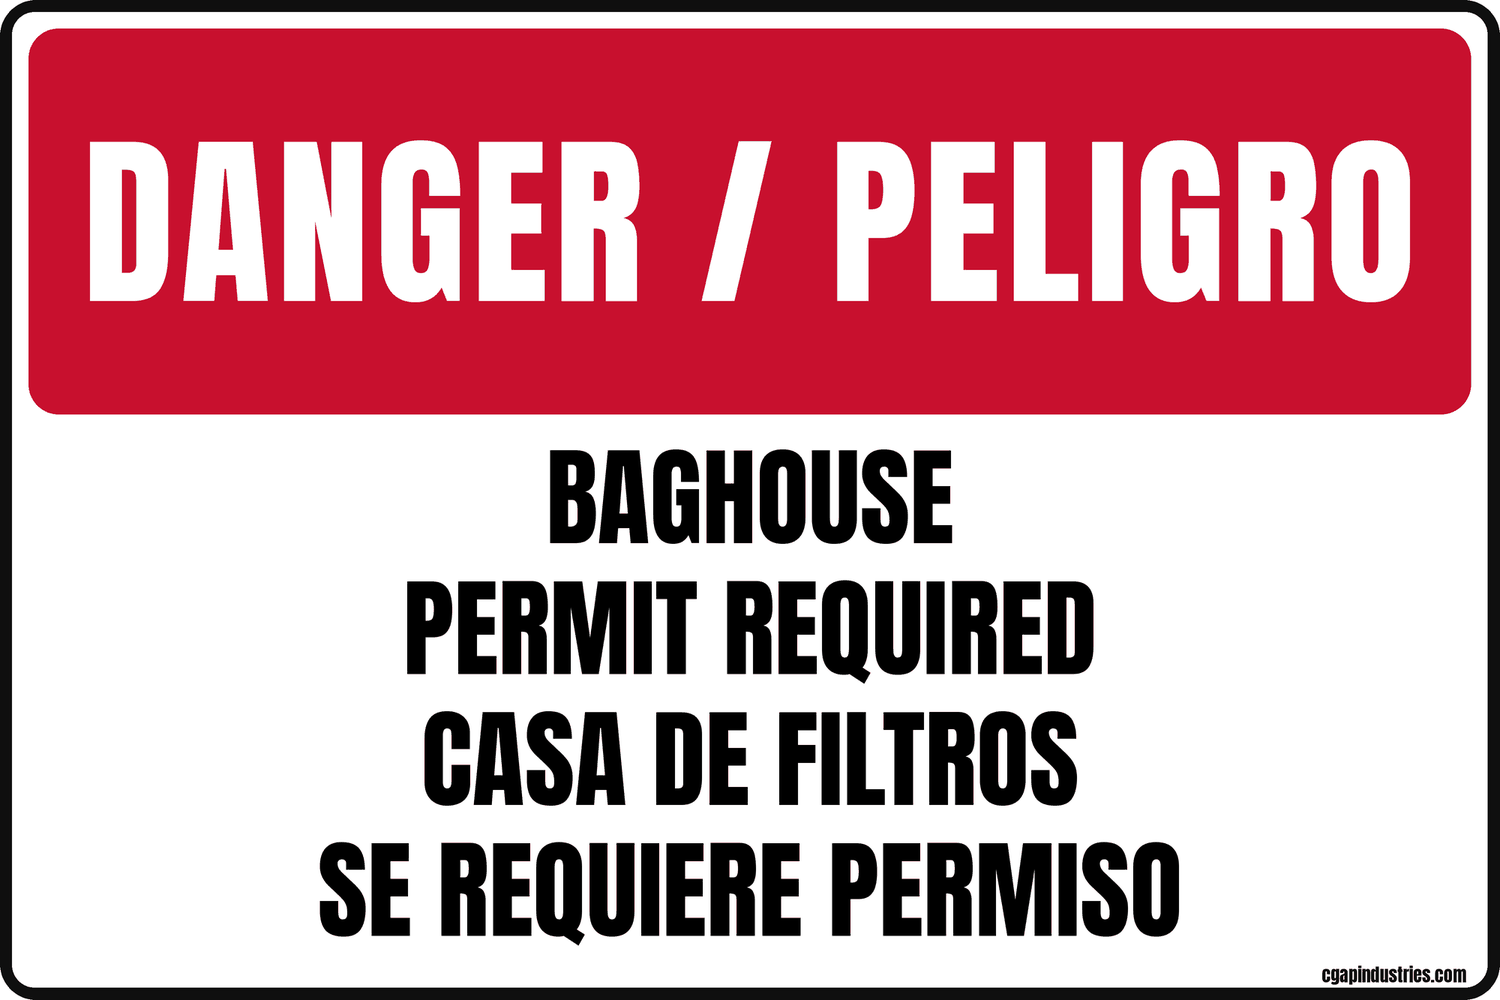 DANGER / PELIGRO
BAGHOUSE
PERMIT REQUIRED
CASA DE FILTROS
SE REQUIERE PERMISO
cgapindustries.com